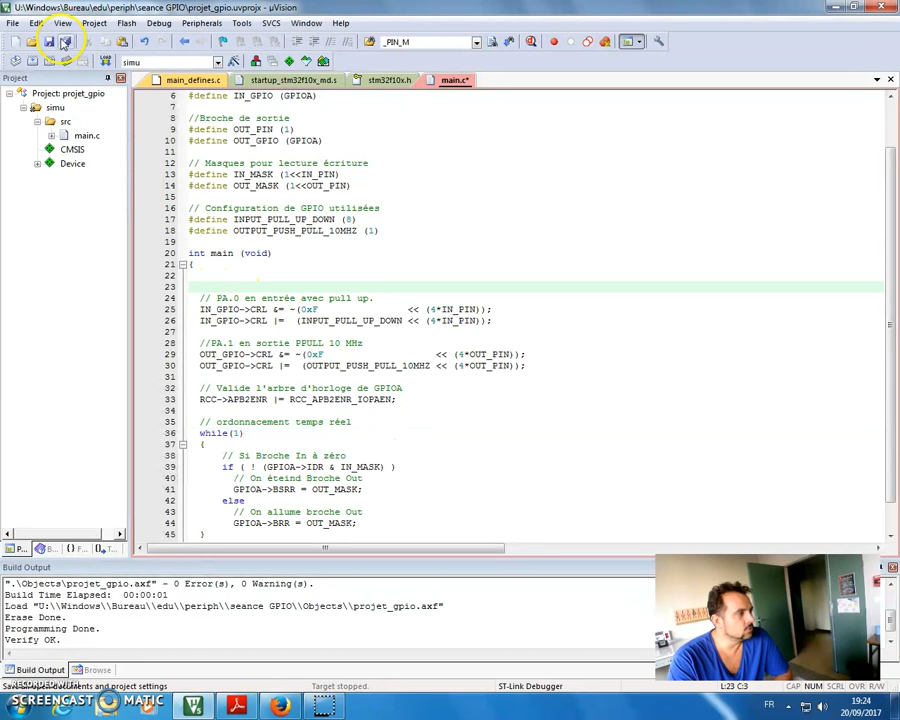 U:\Windows\Bureau\edu\periph\seance GPIO\projet_gpio.uvprojx - µVision
File Edit View Project Flash Debug Peripherals Tools SVCS Window Help
_PIN_M
LOAD simu
Project
main_defines.c startup_stm32f10x_md.s stm32f10x.h main.c*
Project: projet_gpio
simu
src
main.c
CMSIS
Device
6 #define IN_GPIO (GPIOA)
7
8 //Broche de sortie
9 #define OUT_PIN (1)
10 #define OUT_GPIO (GPIOA)
11
12 // Masques pour lecture écriture
13 #define IN_MASK (1<<IN_PIN)
14 #define OUT_MASK (1<<OUT_PIN)
15
16 // Configuration de GPIO utilisées
17 #define INPUT_PULL_UP_DOWN (8)
18 #define OUTPUT_PUSH_PULL_10MHZ (1)
19
20 int main (void)
21 {
22
23
24 // PA.0 en entrée avec pull up.
25 IN_GPIO->CRL &= ~(0xF << (4*IN_PIN));
26 IN_GPIO->CRL |= (INPUT_PULL_UP_DOWN << (4*IN_PIN));
27
28 //PA.1 en sortie PPULL 10 MHz
29 OUT_GPIO->CRL &= ~(0xF << (4*OUT_PIN));
30 OUT_GPIO->CRL |= (OUTPUT_PUSH_PULL_10MHZ << (4*OUT_PIN));
31
32 // Valide l'arbre d'horloge de GPIOA
33 RCC->APB2ENR |= RCC_APB2ENR_IOPAEN;
34
35 // ordonnacement temps réel
36 while(1)
37 {
38 // Si Broche In à zéro
39 if ( ! (GPIOA->IDR & IN_MASK) )
40 // On éteind Broche Out
41 GPIOA->BSRR = OUT_MASK;
42 else
43 // On allume broche Out
44 GPIOA->BRR = OUT_MASK;
45 }
P... B... {} F... T...
Build Output
".\Objects\projet_gpio.axf" - 0 Error(s), 0 Warning(s).
Build Time Elapsed: 00:00:01
Load "U:\\Windows\\Bureau\\edu\\periph\\seance GPIO\\Objects\\projet_gpio.axf"
Erase Done.
Programming Done.
Verify OK.
Build Output Browse
Save all open documents and project settings Target stopped. ST-Link Debugger L:23 C:3 CAP NUM SCRL OVR R/W
RECORDED WITH
SCREENCAST MATIC
FR 19:24
20/09/2017